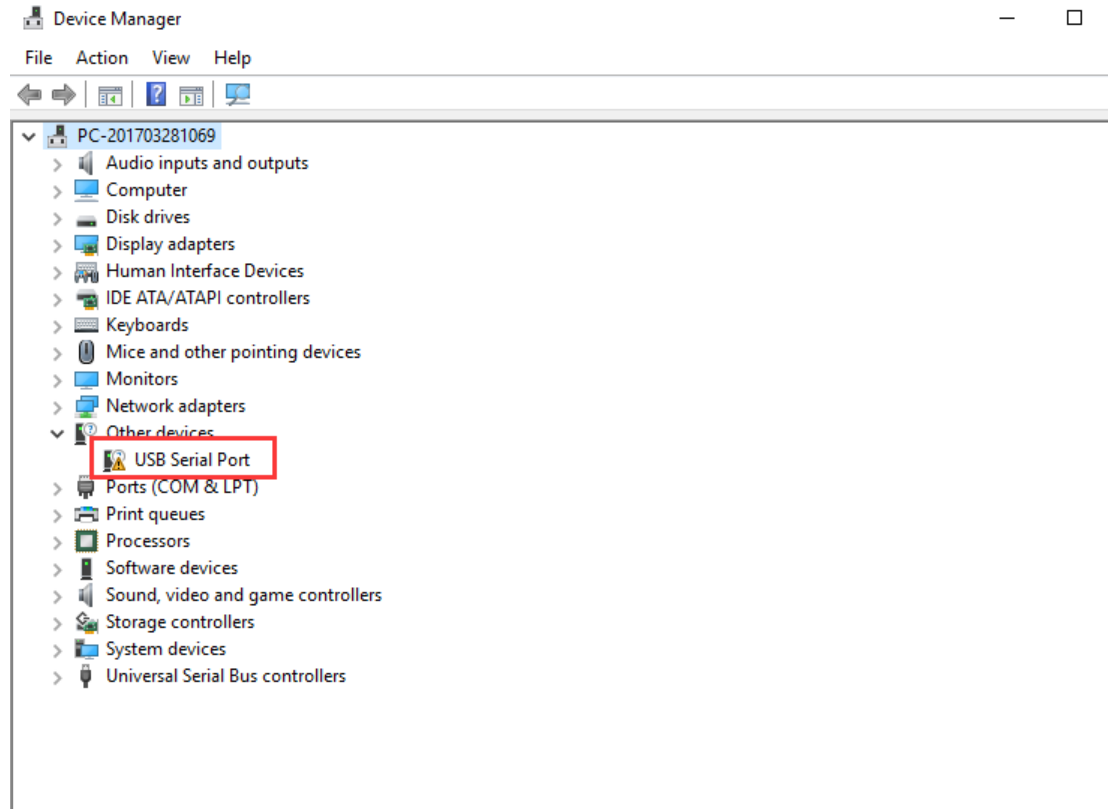 Device Manager
File Action View Help
PC-201703281069
Audio inputs and outputs
Computer
Disk drives
Display adapters
Human Interface Devices
IDE ATA/ATAPI controllers
Keyboards
Mice and other pointing devices
Monitors
Network adapters
Other devices
USB Serial Port
Ports (COM & LPT)
Print queues
Processors
Software devices
Sound, video and game controllers
Storage controllers
System devices
Universal Serial Bus controllers